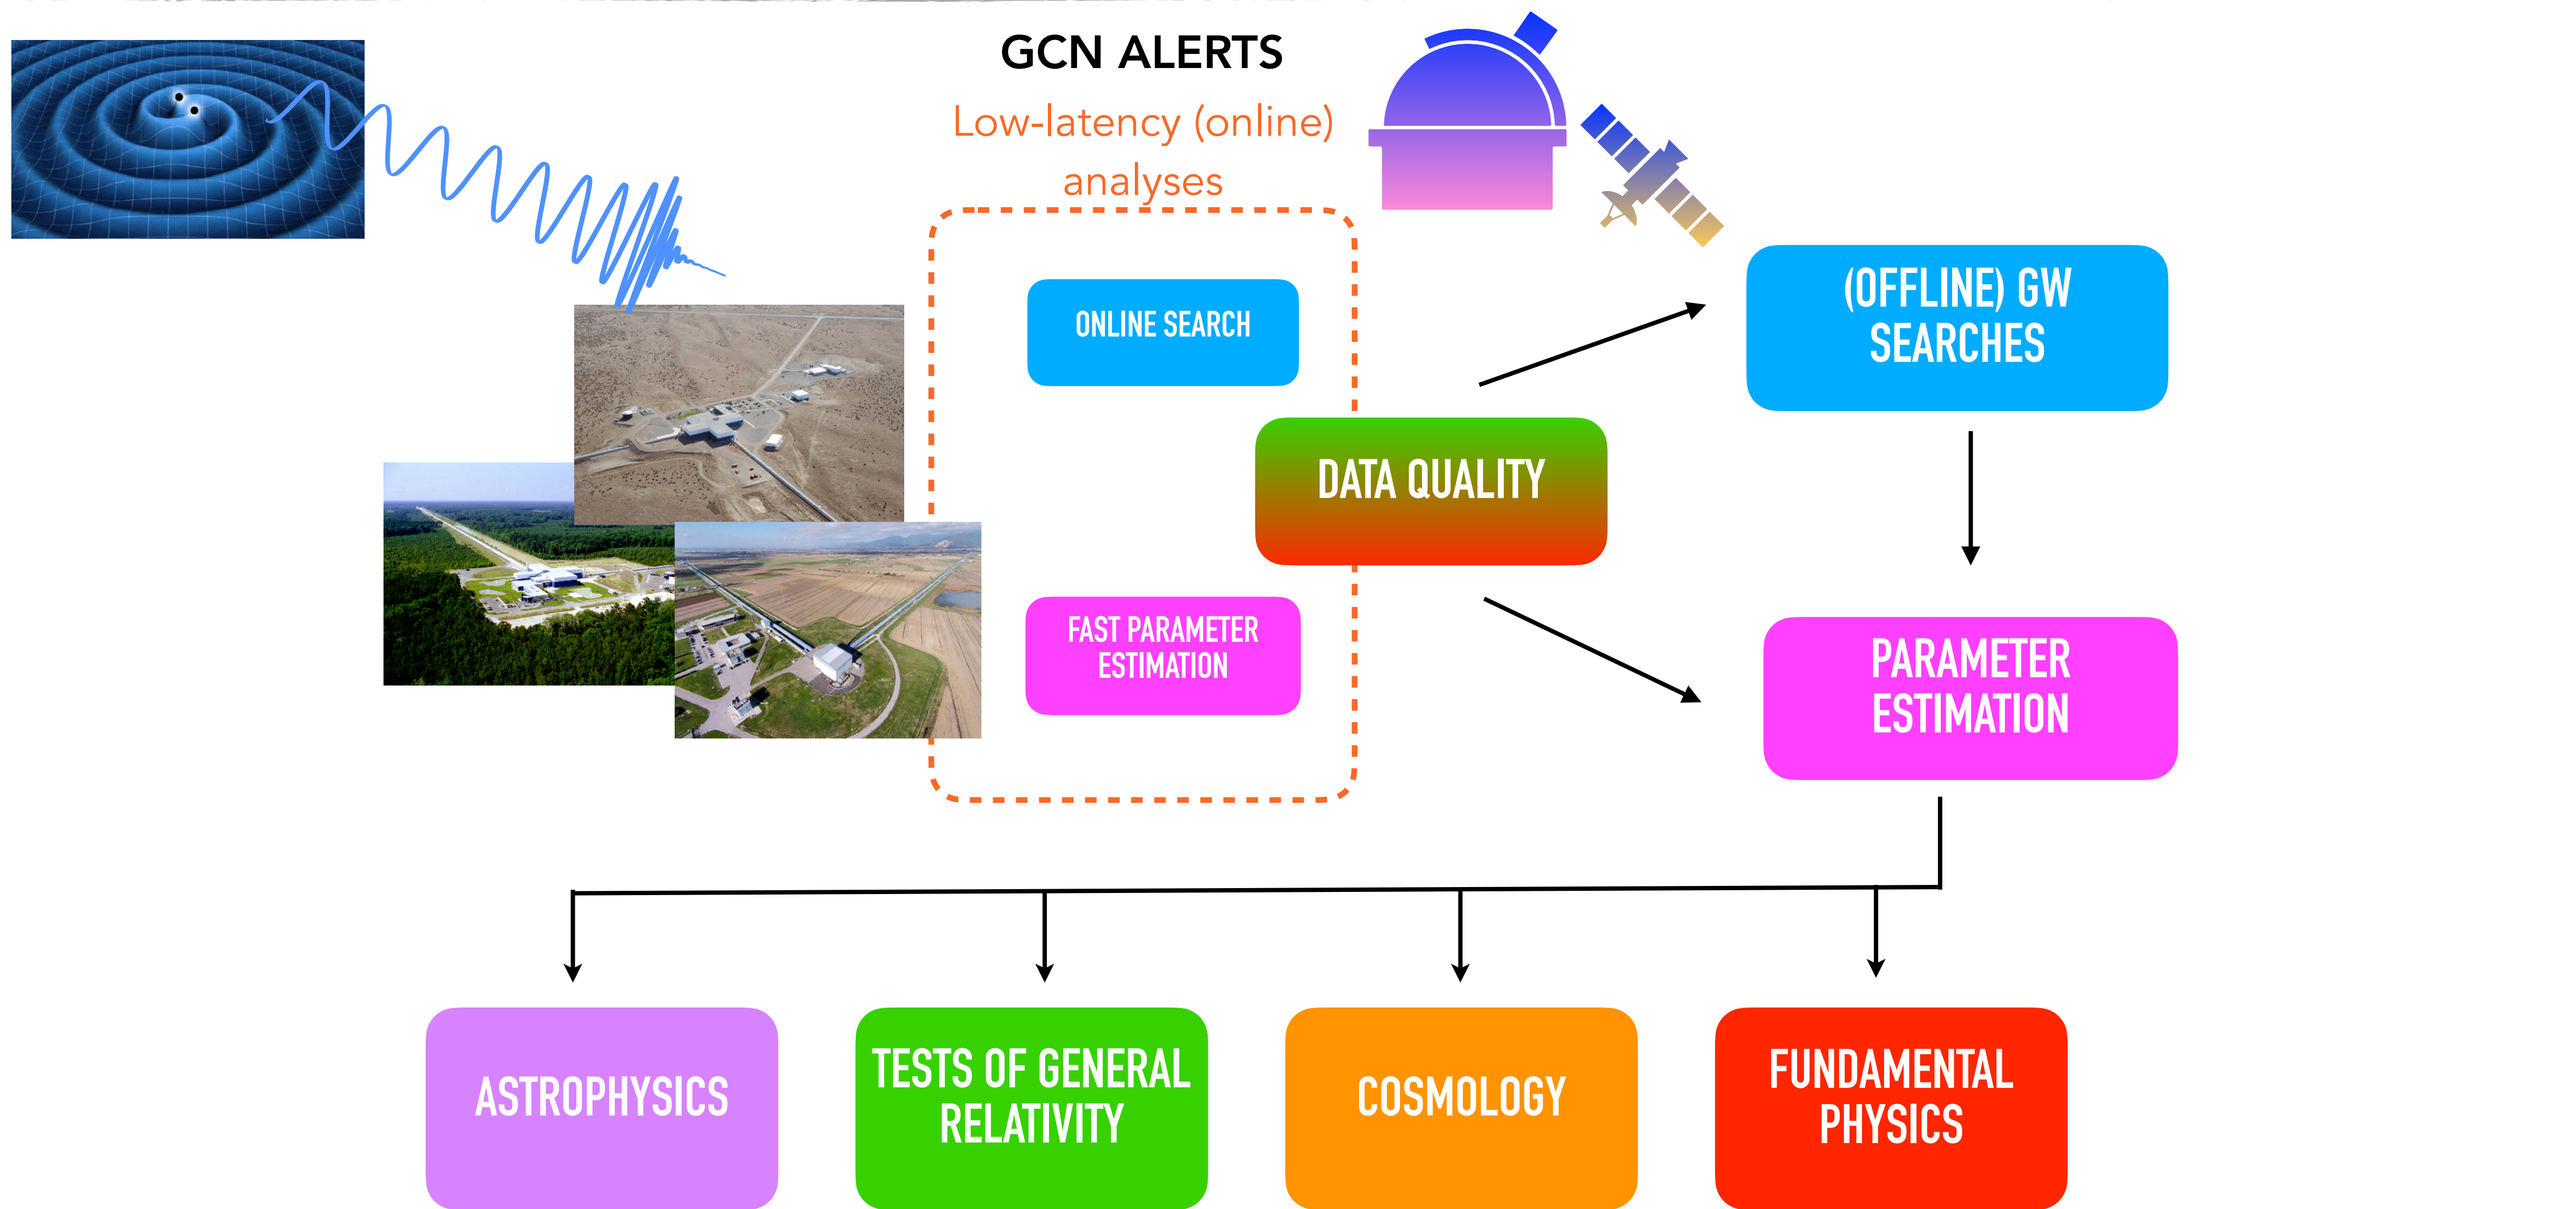 GCN ALERTS
Low-latency (online)
analyses
ONLINE SEARCH
DATA QUALITY
FAST PARAMETER
ESTIMATION
(OFFLINE) GW
SEARCHES
PARAMETER
ESTIMATION
ASTROPHYSICS
TESTS OF GENERAL
RELATIVITY
COSMOLOGY
FUNDAMENTAL
PHYSICS